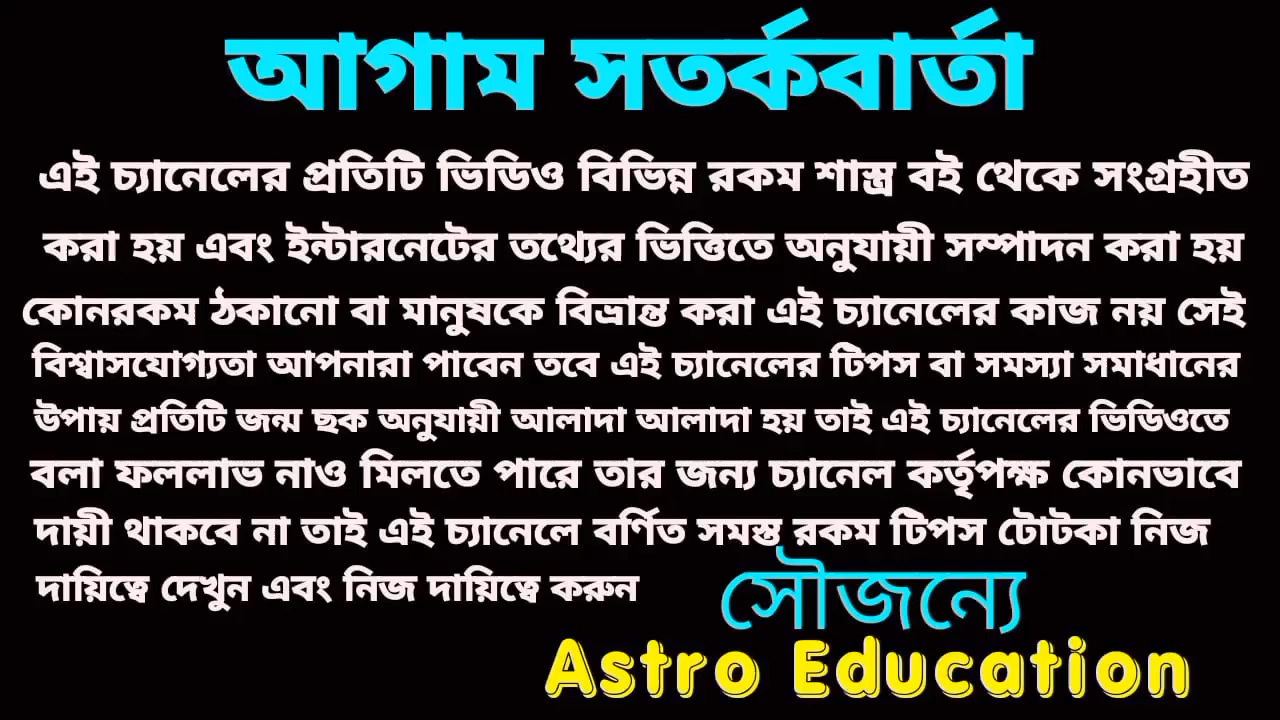 আগাম সতর্কবার্তা
এই চ্যানেলের প্রতিটি ভিডিও বিভিন্ন রকম শাস্ত্র বই থেকে সংগ্রহীত
করা হয় এবং ইন্টারনেটের তথ্যের ভিত্তিতে অনুযায়ী সম্পাদন করা হয়
কোনরকম ঠকানো বা মানুষকে বিভ্রান্ত করা এই চ্যানেলের কাজ নয় সেই
বিশ্বাসযোগ্যতা আপনারা পাবেন তবে এই চ্যানেলের টিপস বা সমস্যা সমাধানের
উপায় প্রতিটি জন্ম ছক অনুযায়ী আলাদা আলাদা হয় তাই এই চ্যানেলের ভিডিওতে
বলা ফললাভ নাও মিলতে পারে তার জন্য চ্যানেল কর্তৃপক্ষ কোনভাবে
দায়ী থাকবে না তাই এই চ্যানেলে বর্ণিত সমস্ত রকম টিপস টোটকা নিজ
দায়িত্বে দেখুন এবং নিজ দায়িত্বে করুন
সৌজন্যে
Astro Education